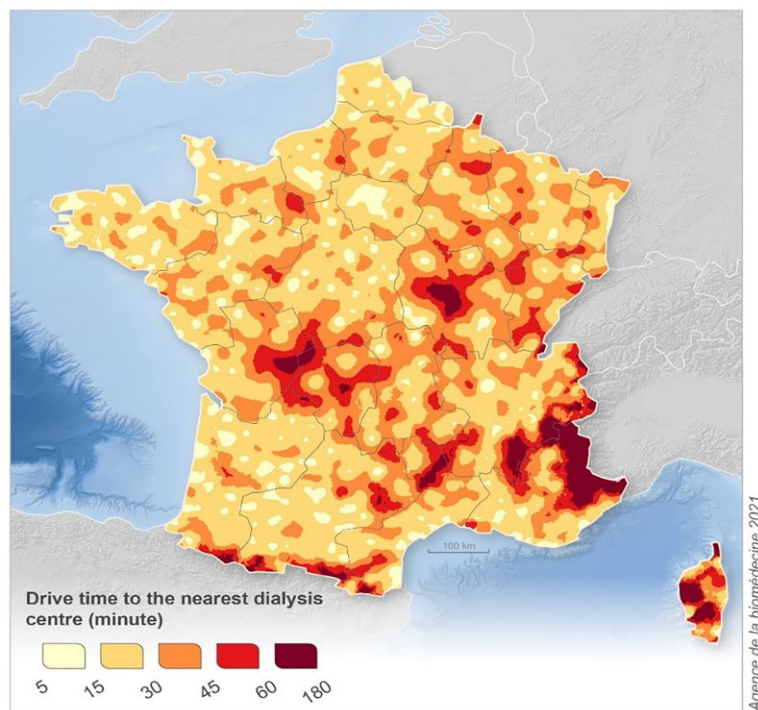 100 km
Drive time to the nearest dialysis
centre (minute)
5 15 30 45 60 180
Agence de la biomédecine 2021